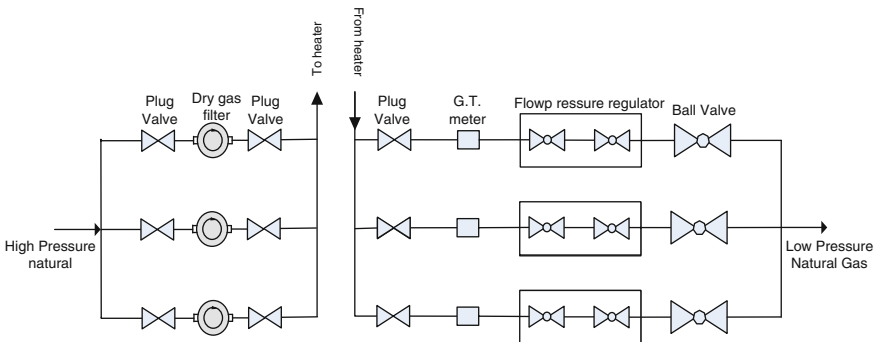 To heater
From heater
Plug
Valve
Dry gas
filter
Plug
Valve
Plug
Valve
G.T.
meter
Flowp ressure regulator
Ball Valve
High Pressure
natural
Low Pressure
Natural Gas